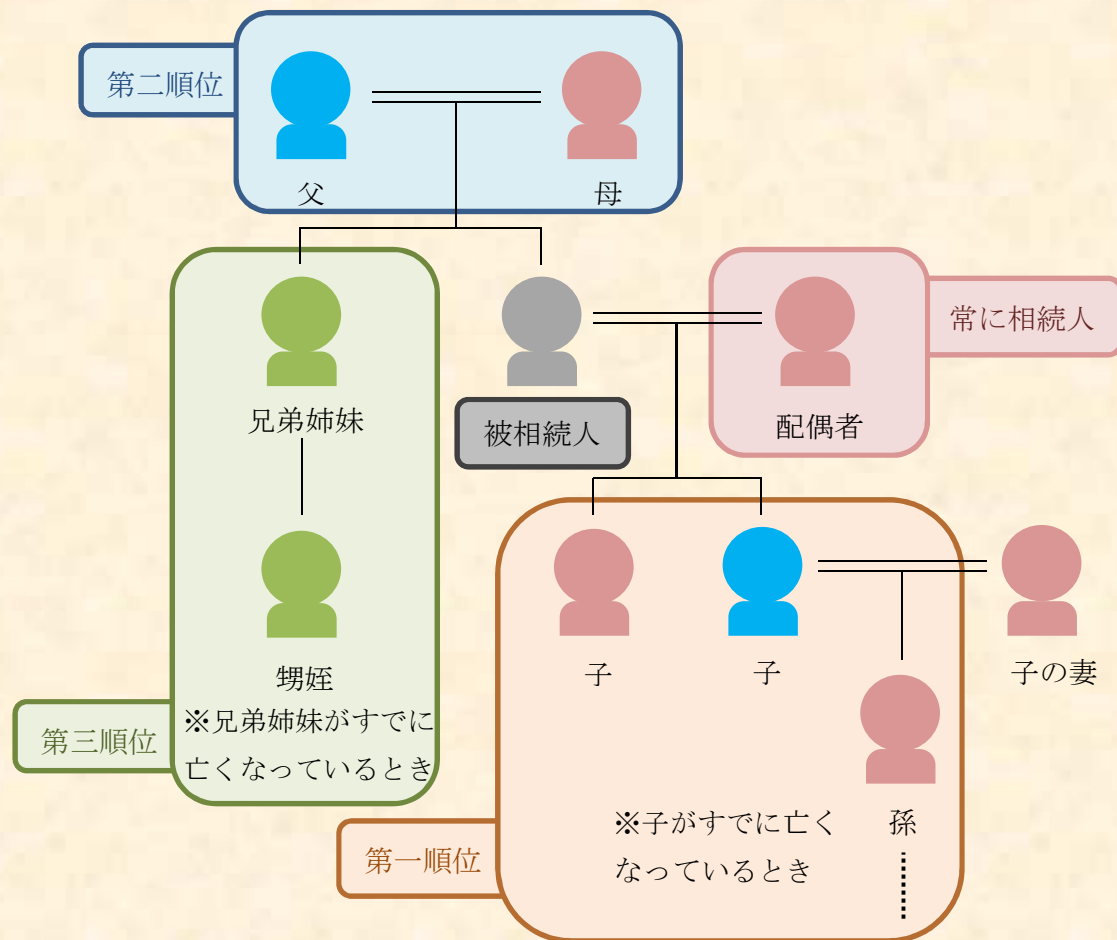 第二順位
父
母
常に相続人
兄弟姉妹
被相続人
配偶者
甥姪
※兄弟姉妹がすでに
亡くなっているとき
第三順位
子
子
子の妻
孫
※子がすでに亡く
なっているとき
第一順位